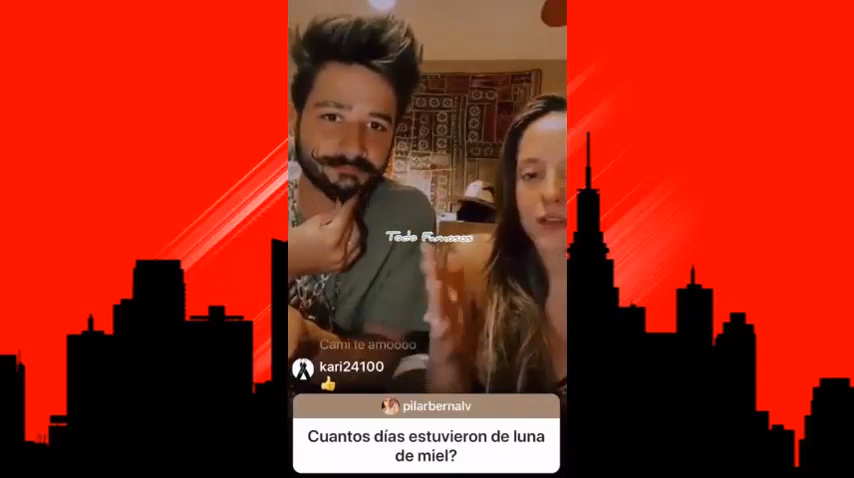 Todo Famosos
Cami te amoooo
kari24100
👍
pilarbernalv
Cuantos días estuvieron de luna
de miel?